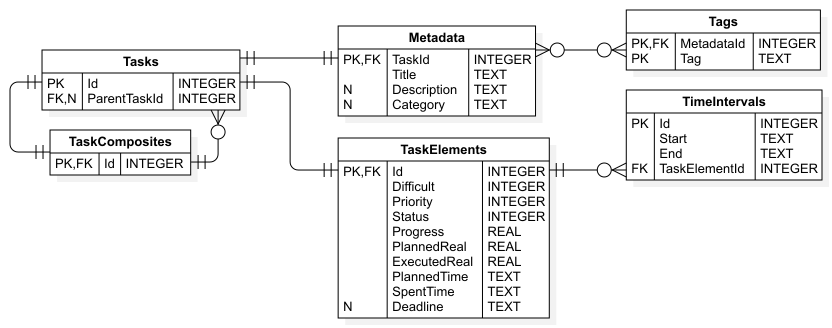 Tasks
PK Id INTEGER
FK,N ParentTaskId INTEGER
TaskComposites
PK,FK Id INTEGER
Metadata
PK,FK TaskId INTEGER
Title TEXT
N Description TEXT
N Category TEXT
TaskElements
PK,FK Id INTEGER
Difficult INTEGER
Priority INTEGER
Status INTEGER
Progress REAL
PlannedReal REAL
ExecutedReal REAL
PlannedTime TEXT
SpentTime TEXT
N Deadline TEXT
Tags
PK,FK MetadataId INTEGER
PK Tag TEXT
TimeIntervals
PK Id INTEGER
Start TEXT
End TEXT
FK TaskElementId INTEGER